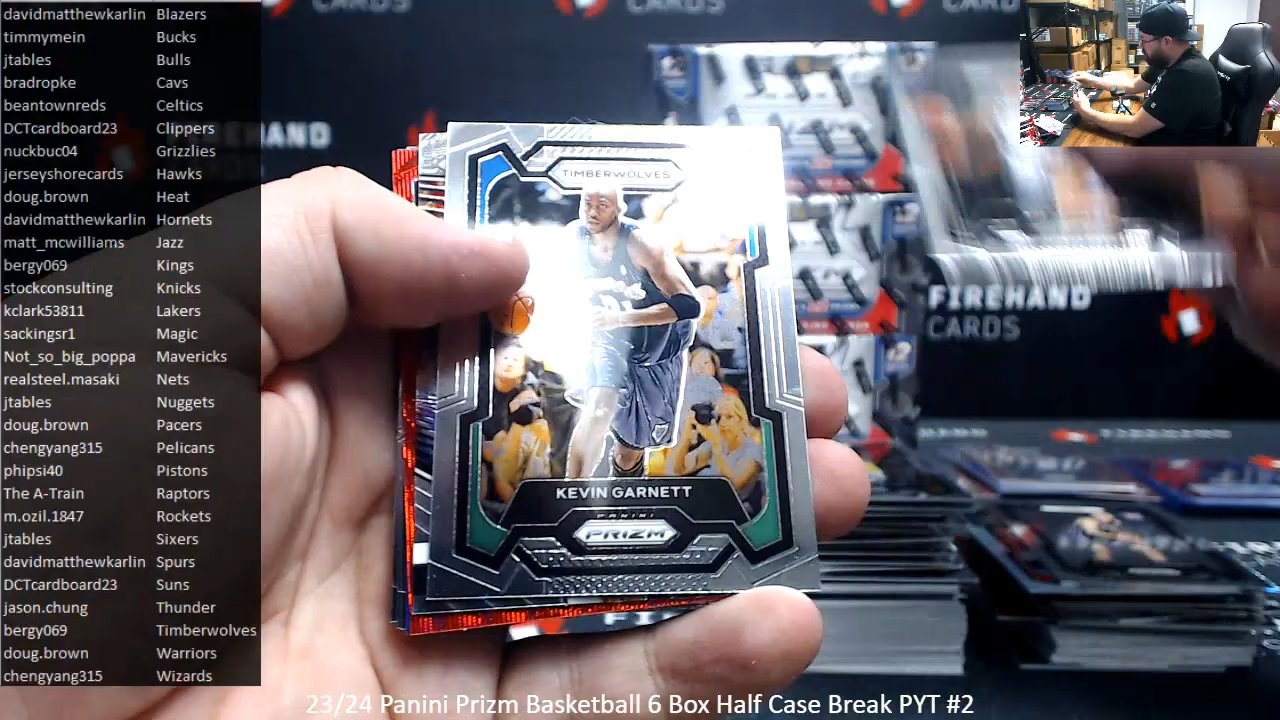 davidmatthewkarlin Blazers
timmymein Bucks
jtables Bulls
bradropke Cavs
beantownreds Celtics
DCTcardboard23 Clippers
nuckbuc04 Grizzlies
jerseyshorecards Hawks
doug.brown Heat
davidmatthewkarlin Hornets
matt_mcwilliams Jazz
bergy069 Kings
stockconsulting Knicks
kclark53811 Lakers
sackingsr1 Magic
Not_so_big_poppa Mavericks
realsteel.masaki Nets
jtables Nuggets
doug.brown Pacers
chengyang315 Pelicans
phipsi40 Pistons
The A-Train Raptors
m.ozil.1847 Rockets
jtables Sixers
davidmatthewkarlin Spurs
DCTcardboard23 Suns
jason.chung Thunder
bergy069 Timberwolves
doug.brown Warriors
chengyang315 Wizards
TIMBERWOLVES
KEVIN GARNETT
PANINI
PRIZM
FIREHAND
CARDS
FIREHAND
CARDS
23/24 Panini Prizm Basketball 6 Box Half Case Break PYT #2